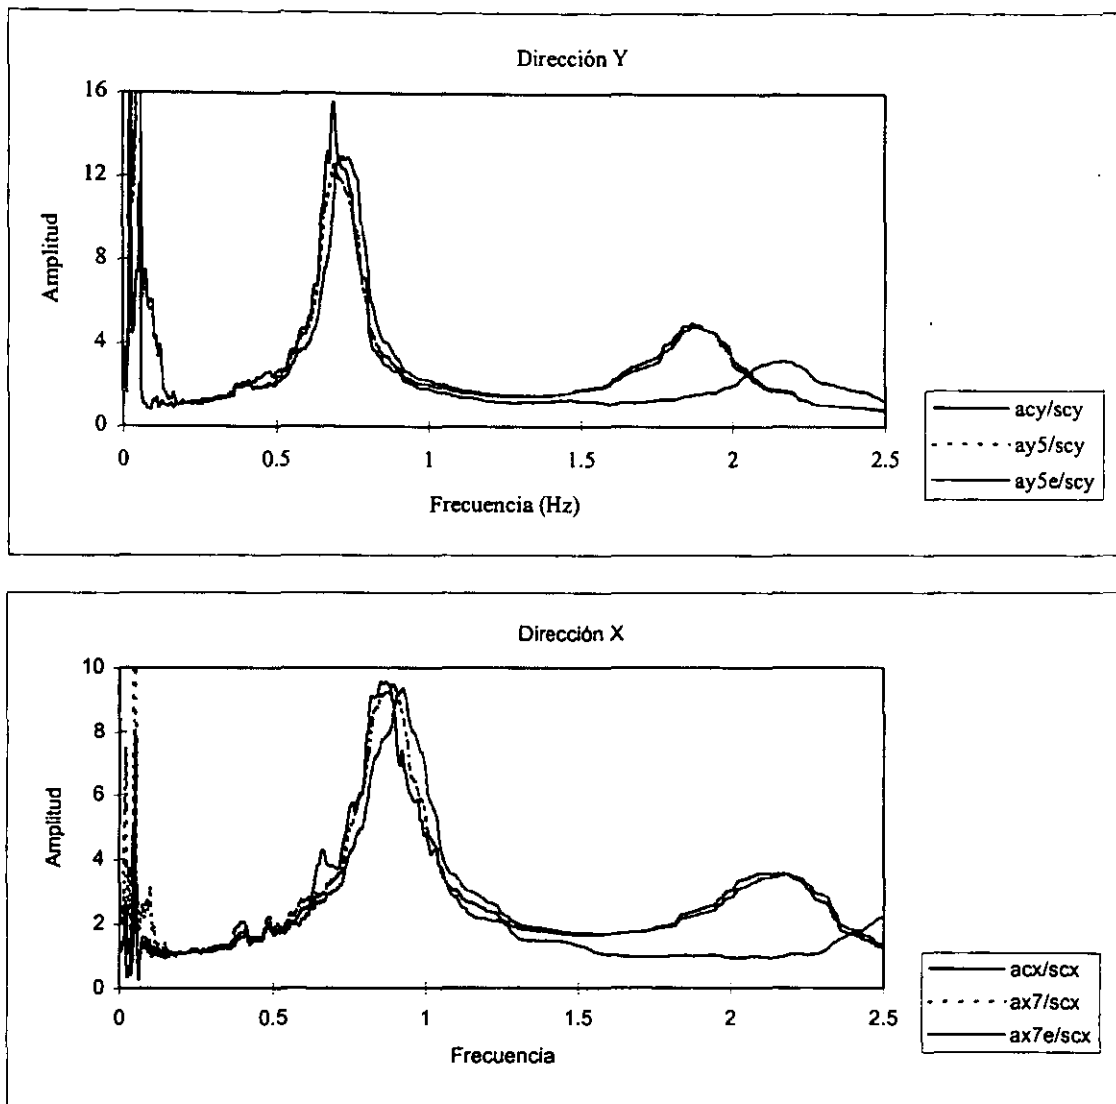 Dirección Y
16
12
8
4
0
Amplitud
0 0.5 1 1.5 2 2.5
Frecuencia (Hz)
acy/scy
ay5/scy
ay5e/scy
Dirección X
10
8
6
4
2
0
Amplitud
0 0.5 1 1.5 2 2.5
Frecuencia
acx/scx
ax7/scx
ax7e/scx